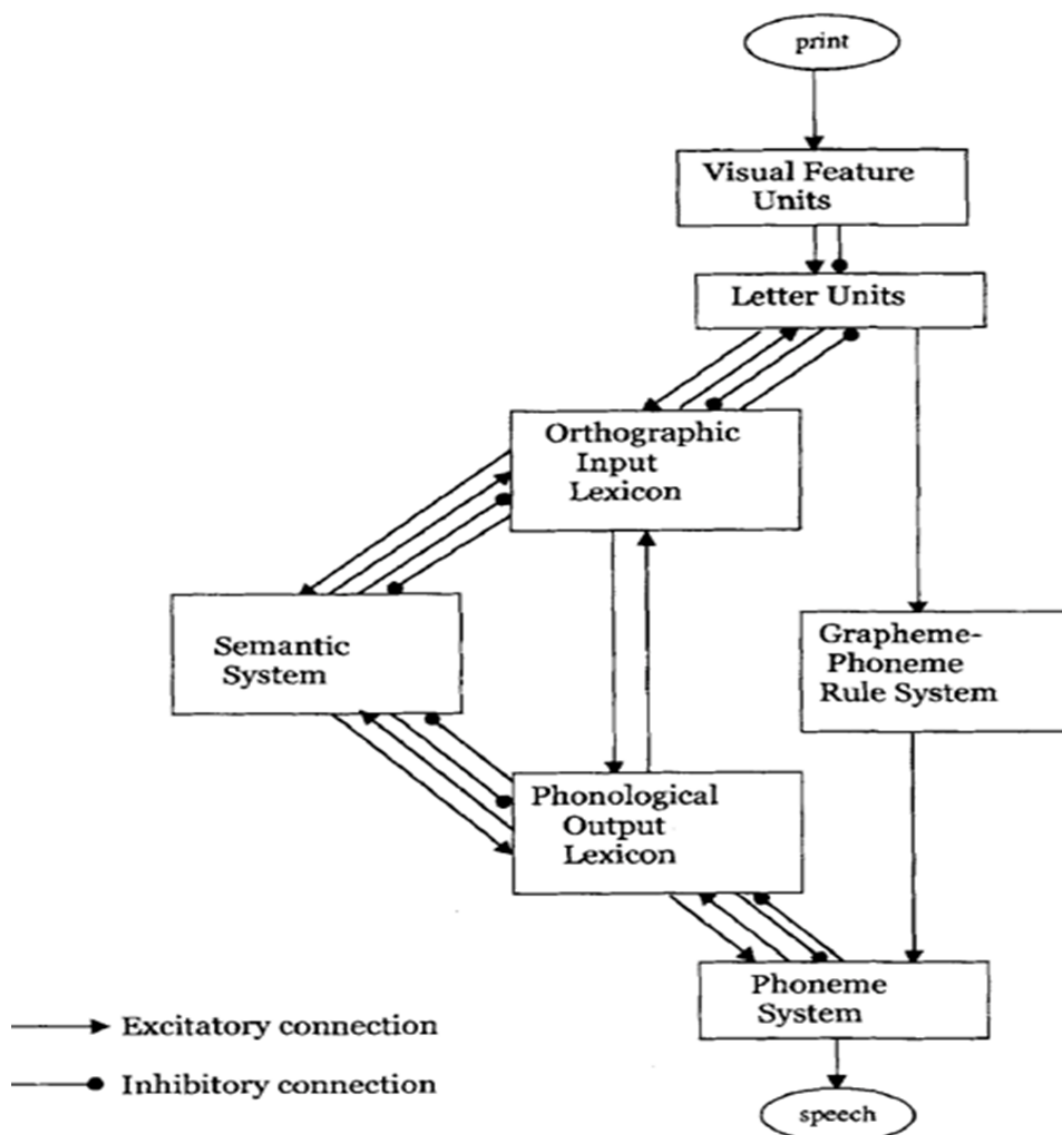 print
Visual Feature
Units
Letter Units
Orthographic
Input
Lexicon
Semantic
System
Grapheme-
Phoneme
Rule System
Phonological
Output
Lexicon
Phoneme
System
Excitatory connection
Inhibitory connection
speech